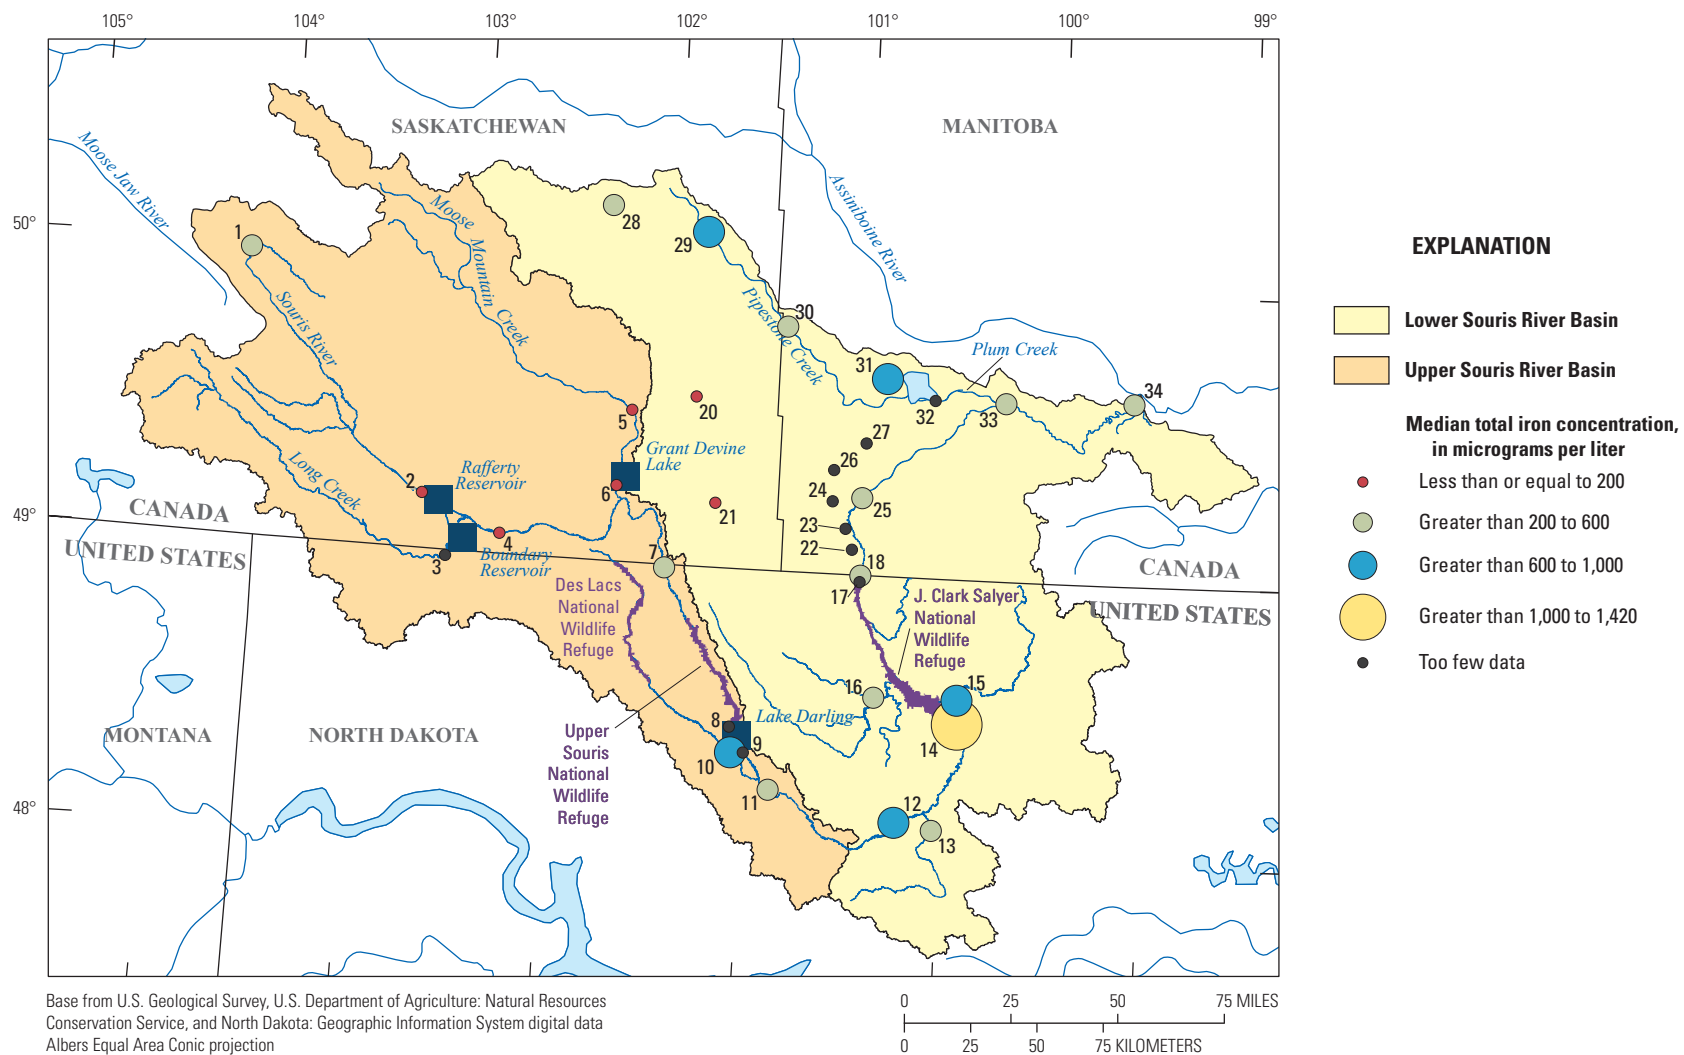 105°
104°
103°
102°
101°
100°
99°
50°
49°
48°
SASKATCHEWAN
MANITOBA
Moose Jaw River
Moose
Mountain Creek
Assiniboine River
Souris River
Pipestone Creek
Plum Creek
Long Creek
Rafferty
Reservoir
Grant Devine
Lake
Boundary
Reservoir
CANADA
UNITED STATES
CANADA
UNITED STATES
Des Lacs
National
Wildlife
Refuge
J. Clark Salyer
National
Wildlife
Refuge
Upper
Souris
National
Wildlife
Refuge
Lake Darling
MONTANA
NORTH DAKOTA
1
2
3
4
5
6
7
8
9
10
11
12
13
14
15
16
17
18
20
21
22
23
24
25
26
27
28
29
30
31
32
33
34
EXPLANATION
Lower Souris River Basin
Upper Souris River Basin
Median total iron concentration,
in micrograms per liter
Less than or equal to 200
Greater than 200 to 600
Greater than 600 to 1,000
Greater than 1,000 to 1,420
Too few data
Base from U.S. Geological Survey, U.S. Department of Agriculture: Natural Resources
Conservation Service, and North Dakota: Geographic Information System digital data
Albers Equal Area Conic projection
0 25 50 75 MILES
0 25 50 75 KILOMETERS